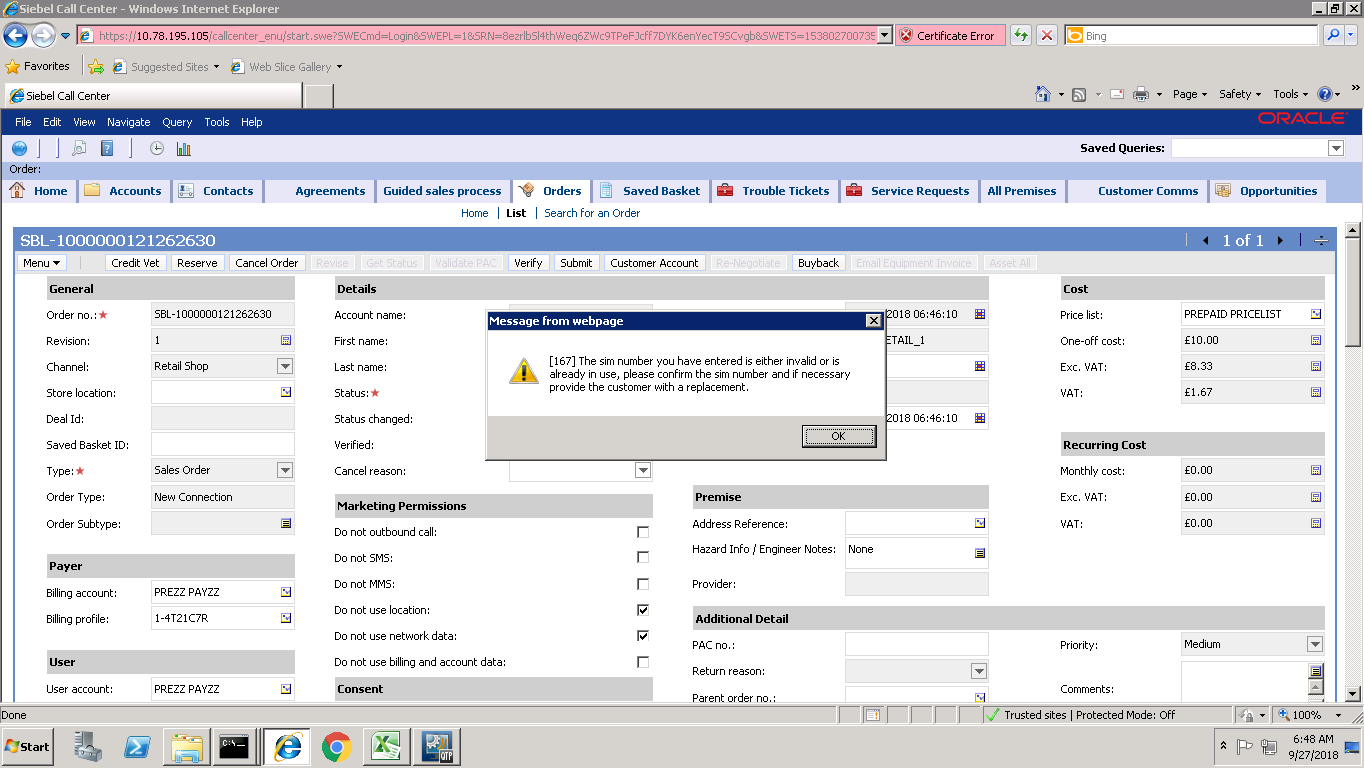 Siebel Call Center - Windows Internet Explorer
https://10.78.195.105/callcenter_enu/start.swe?SWECmd=Login&SWEPL=1&SRN=8ezrlbSl4thWeq6ZWc9TPeFJcff7DYK6enYecT9SCvgb&SWETS=153802700735 Certificate Error Bing
Favorites Suggested Sites Web Slice Gallery
Siebel Call Center Page Safety Tools
File Edit View Navigate Query Tools Help ORACLE
Saved Queries:
Order:
Home Accounts Contacts Agreements Guided sales process Orders Saved Basket Trouble Tickets Service Requests All Premises Customer Comms Opportunities
Home List Search for an Order
SBL-1000000121262630 1 of 1
Menu Credit Vet Reserve Cancel Order Revise Get Status Validate PAC Verify Submit Customer Account Re-Negotiate Buyback Email Equipment Invoice Asset All
General Details Cost
Order no.: SBL-1000000121262630 Account name: 2018 06:46:10 Price list: PREPAID PRICELIST
Revision: 1 First name: ETAIL_1 One-off cost: £10.00
Channel: Retail Shop Last name: Exc. VAT: £8.33
Store location: Status: VAT: £1.67
Deal Id: Status changed: 2018 06:46:10
Saved Basket ID: Verified: Recurring Cost
Type: Sales Order Cancel reason: Monthly cost: £0.00
Message from webpage
[167] The sim number you have entered is either invalid or is
already in use, please confirm the sim number and if necessary
provide the customer with a replacement.
OK
Order Type: New Connection Marketing Permissions Premise Exc. VAT: £0.00
Order Subtype: Do not outbound call: Address Reference: VAT: £0.00
Do not SMS: Hazard Info / Engineer Notes: None
Payer Do not MMS: Provider:
Billing account: PREZZ PAYZZ Do not use location:
Billing profile: 1-4T21C7R Do not use network data: Additional Detail
User Do not use billing and account data: PAC no.: Priority: Medium
Return reason:
User account: PREZZ PAYZZ Consent Parent order no.: Comments:
Done Trusted sites | Protected Mode: Off 100%
Start QTP 6:48 AM
9/27/2018